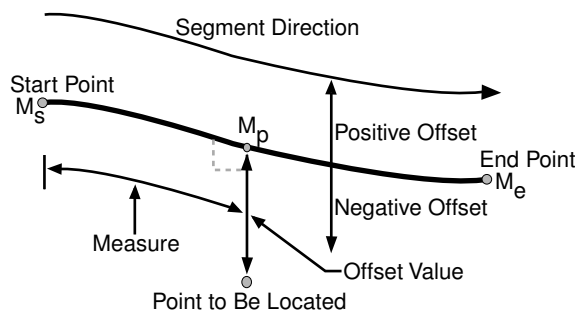 Segment Direction
Start Point
Ms
Mp
Positive Offset
End Point
Me
Negative Offset
Measure
Offset Value
Point to Be Located